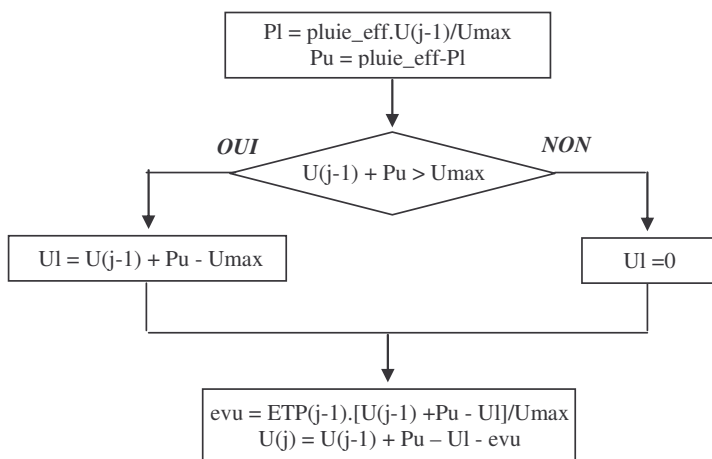 Pl = pluie_eff.U(j-1)/Umax
Pu = pluie_eff-Pl
OUI
NON
U(j-1) + Pu > Umax
Ul = U(j-1) + Pu - Umax
Ul =0
evu = ETP(j-1).[U(j-1) +Pu - Ul]/Umax
U(j) = U(j-1) + Pu – Ul - evu